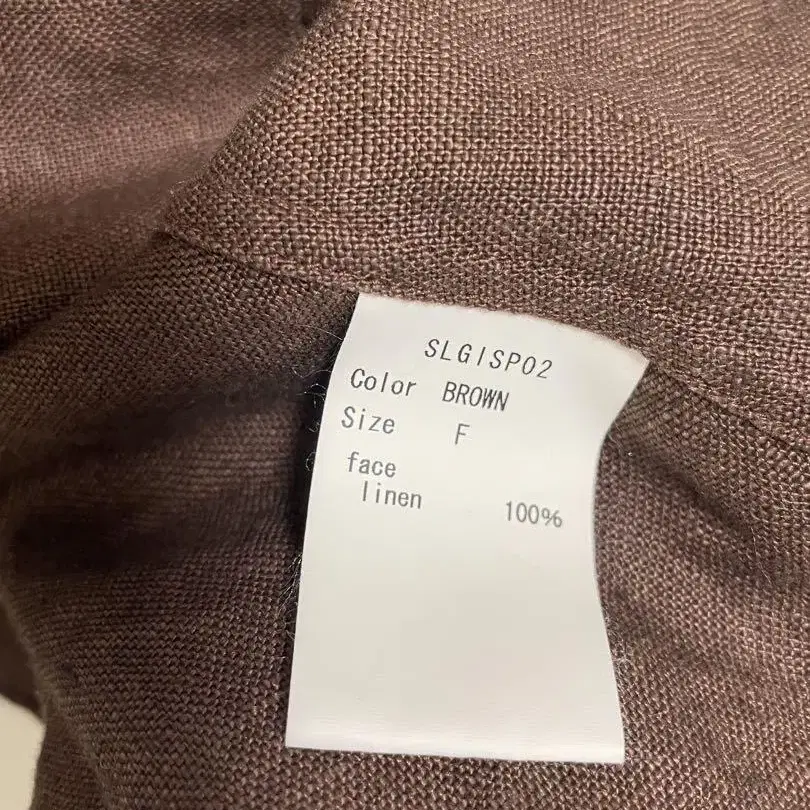 SLGISP02
Color BROWN
Size F
face
linen 100%